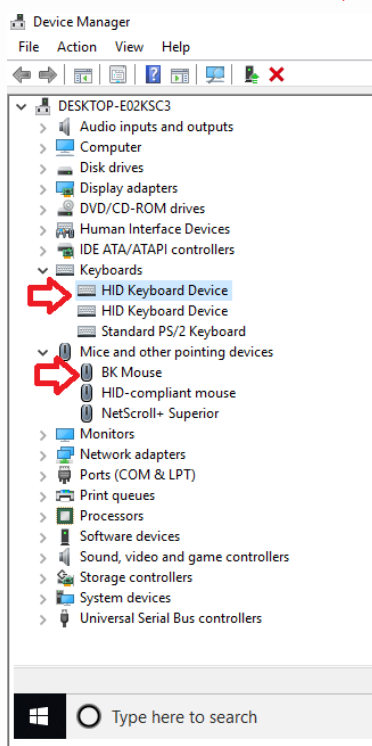 Device Manager
File Action View Help
DESKTOP-E02KSC3
Audio inputs and outputs
Computer
Disk drives
Display adapters
DVD/CD-ROM drives
Human Interface Devices
IDE ATA/ATAPI controllers
Keyboards
HID Keyboard Device
HID Keyboard Device
Standard PS/2 Keyboard
Mice and other pointing devices
BK Mouse
HID-compliant mouse
NetScroll+ Superior
Monitors
Network adapters
Ports (COM & LPT)
Print queues
Processors
Software devices
Sound, video and game controllers
Storage controllers
System devices
Universal Serial Bus controllers
Type here to search